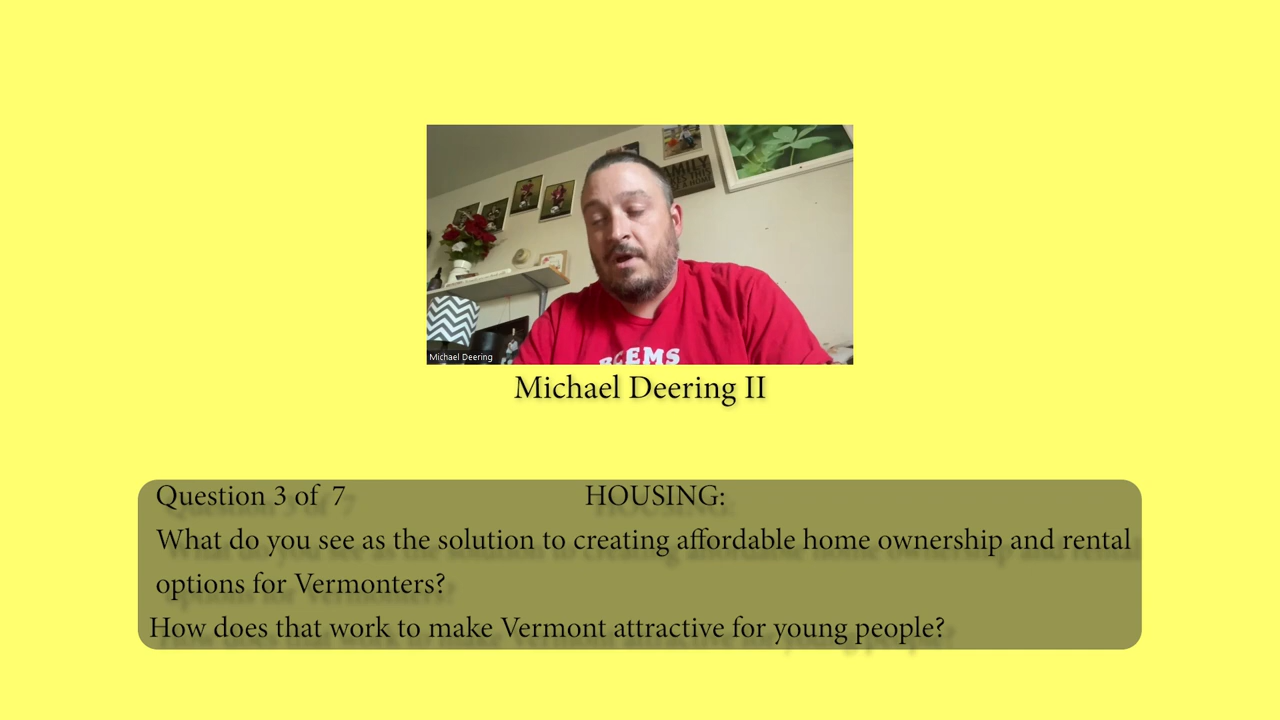 FAMILY
Michael Deering
Michael Deering II
Question 3 of 7 HOUSING:
What do you see as the solution to creating affordable home ownership and rental
options for Vermonters?
How does that work to make Vermont attractive for young people?